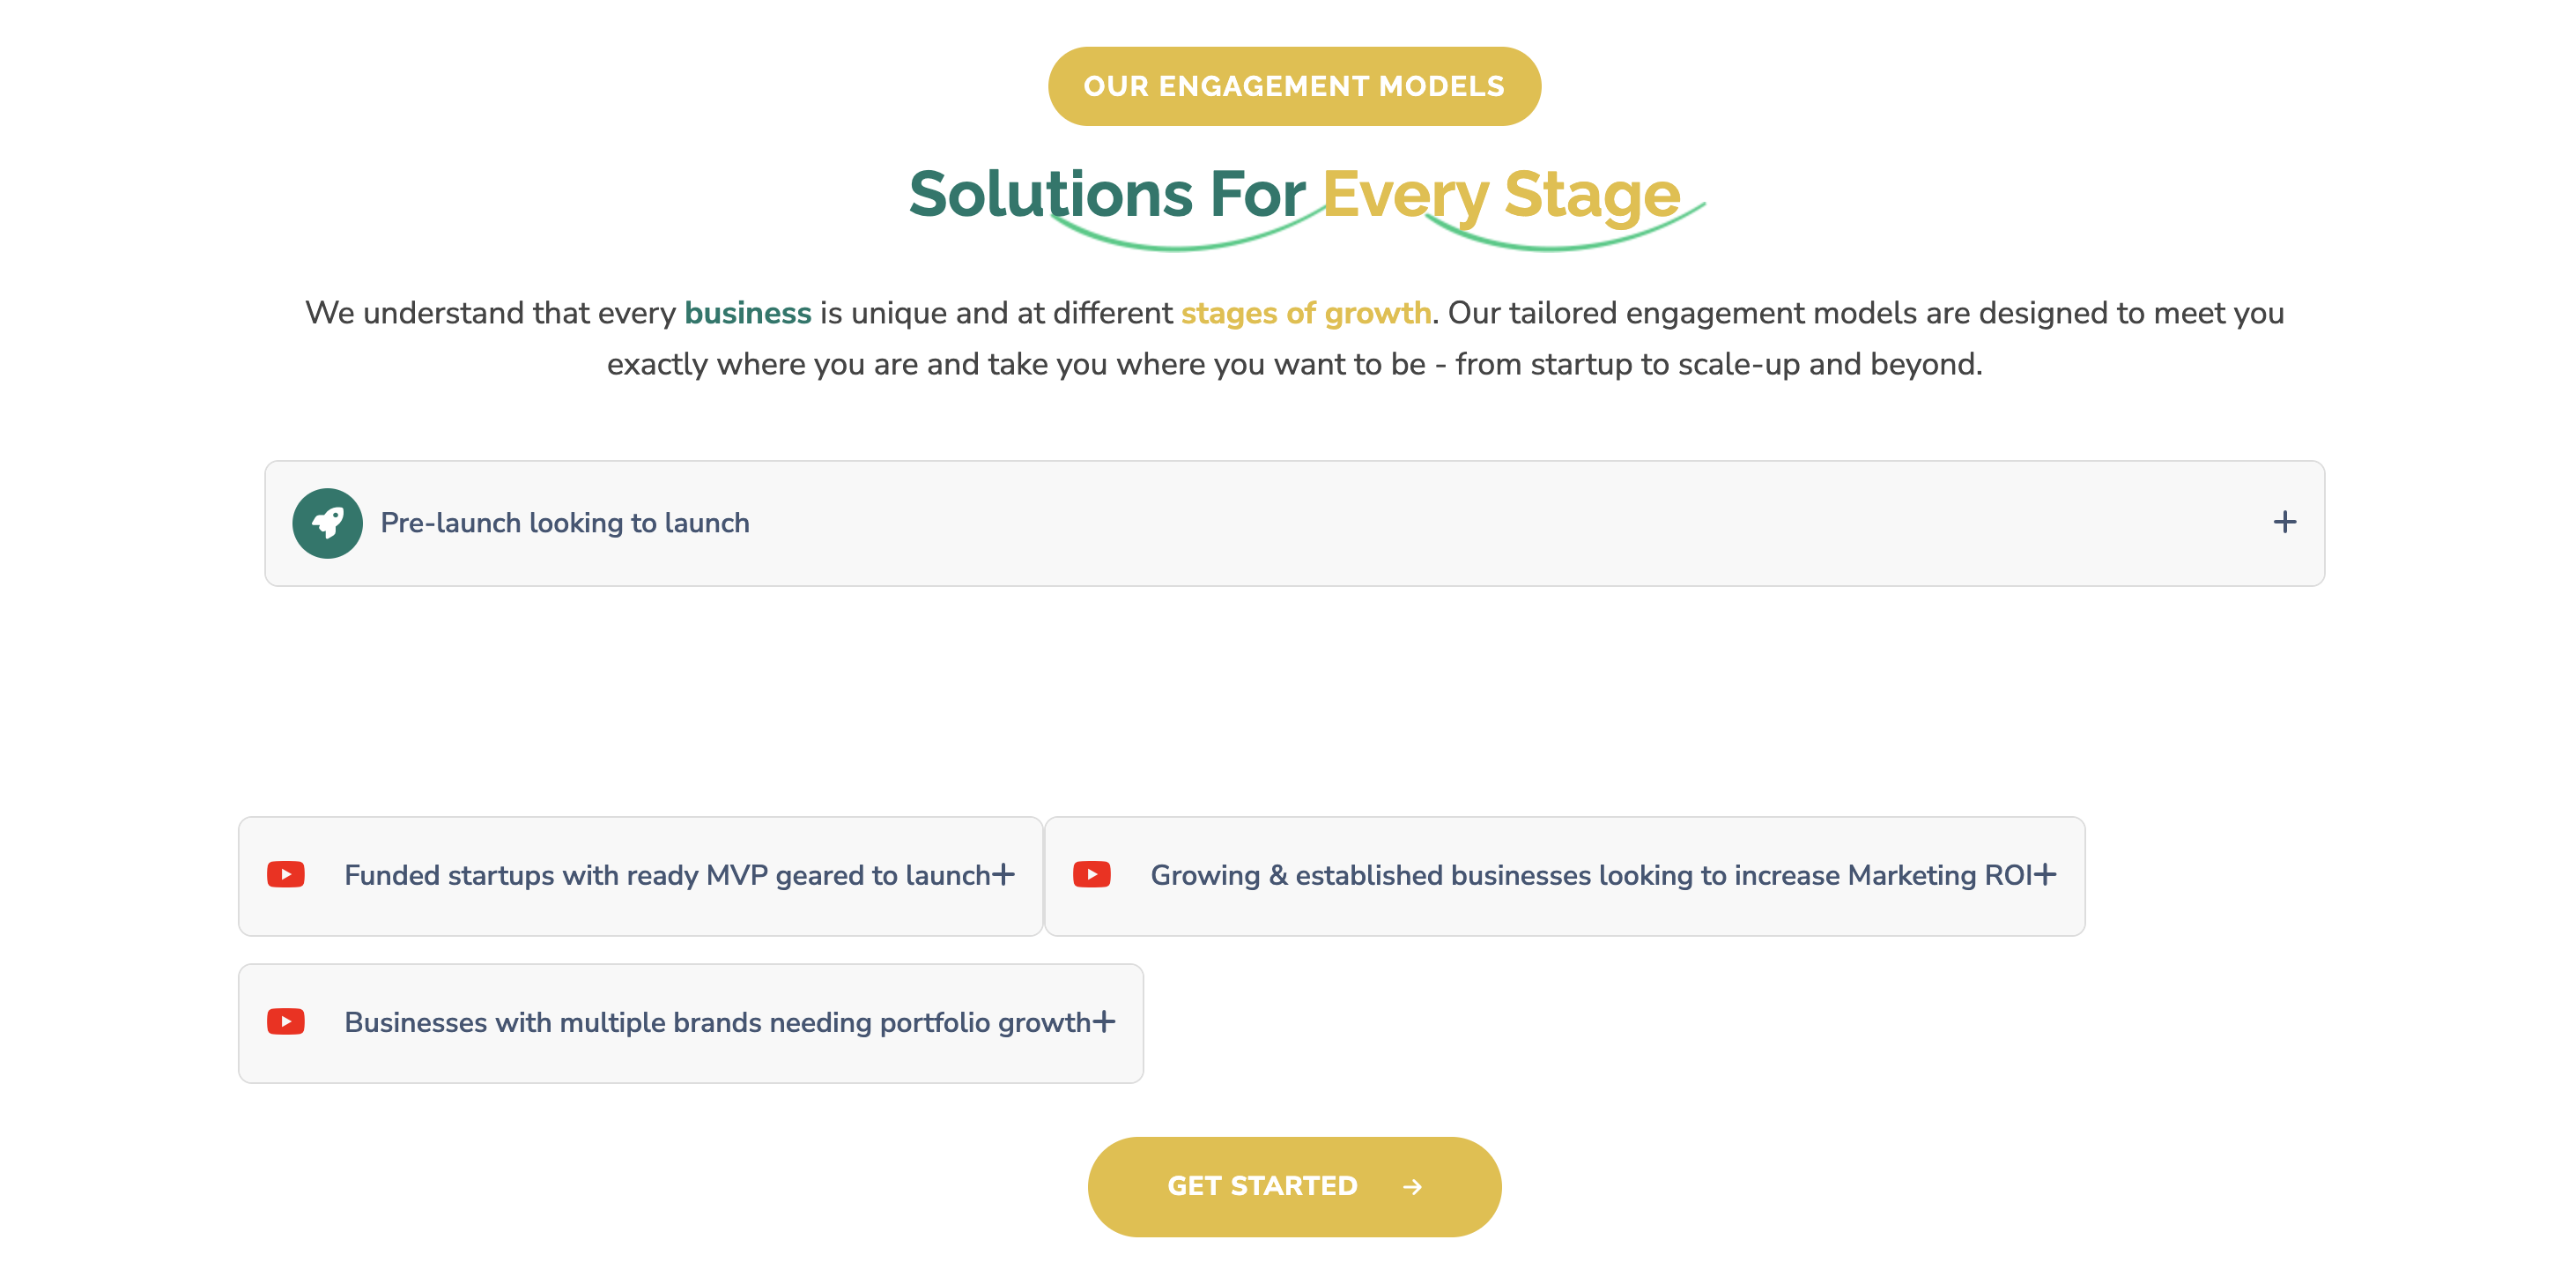 OUR ENGAGEMENT MODELS
Solutions For Every Stage
We understand that every business is unique and at different stages of growth. Our tailored engagement models are designed to meet you
exactly where you are and take you where you want to be - from startup to scale-up and beyond.
Pre-launch looking to launch
Funded startups with ready MVP geared to launch
Growing & established businesses looking to increase Marketing ROI
Businesses with multiple brands needing portfolio growth
GET STARTED